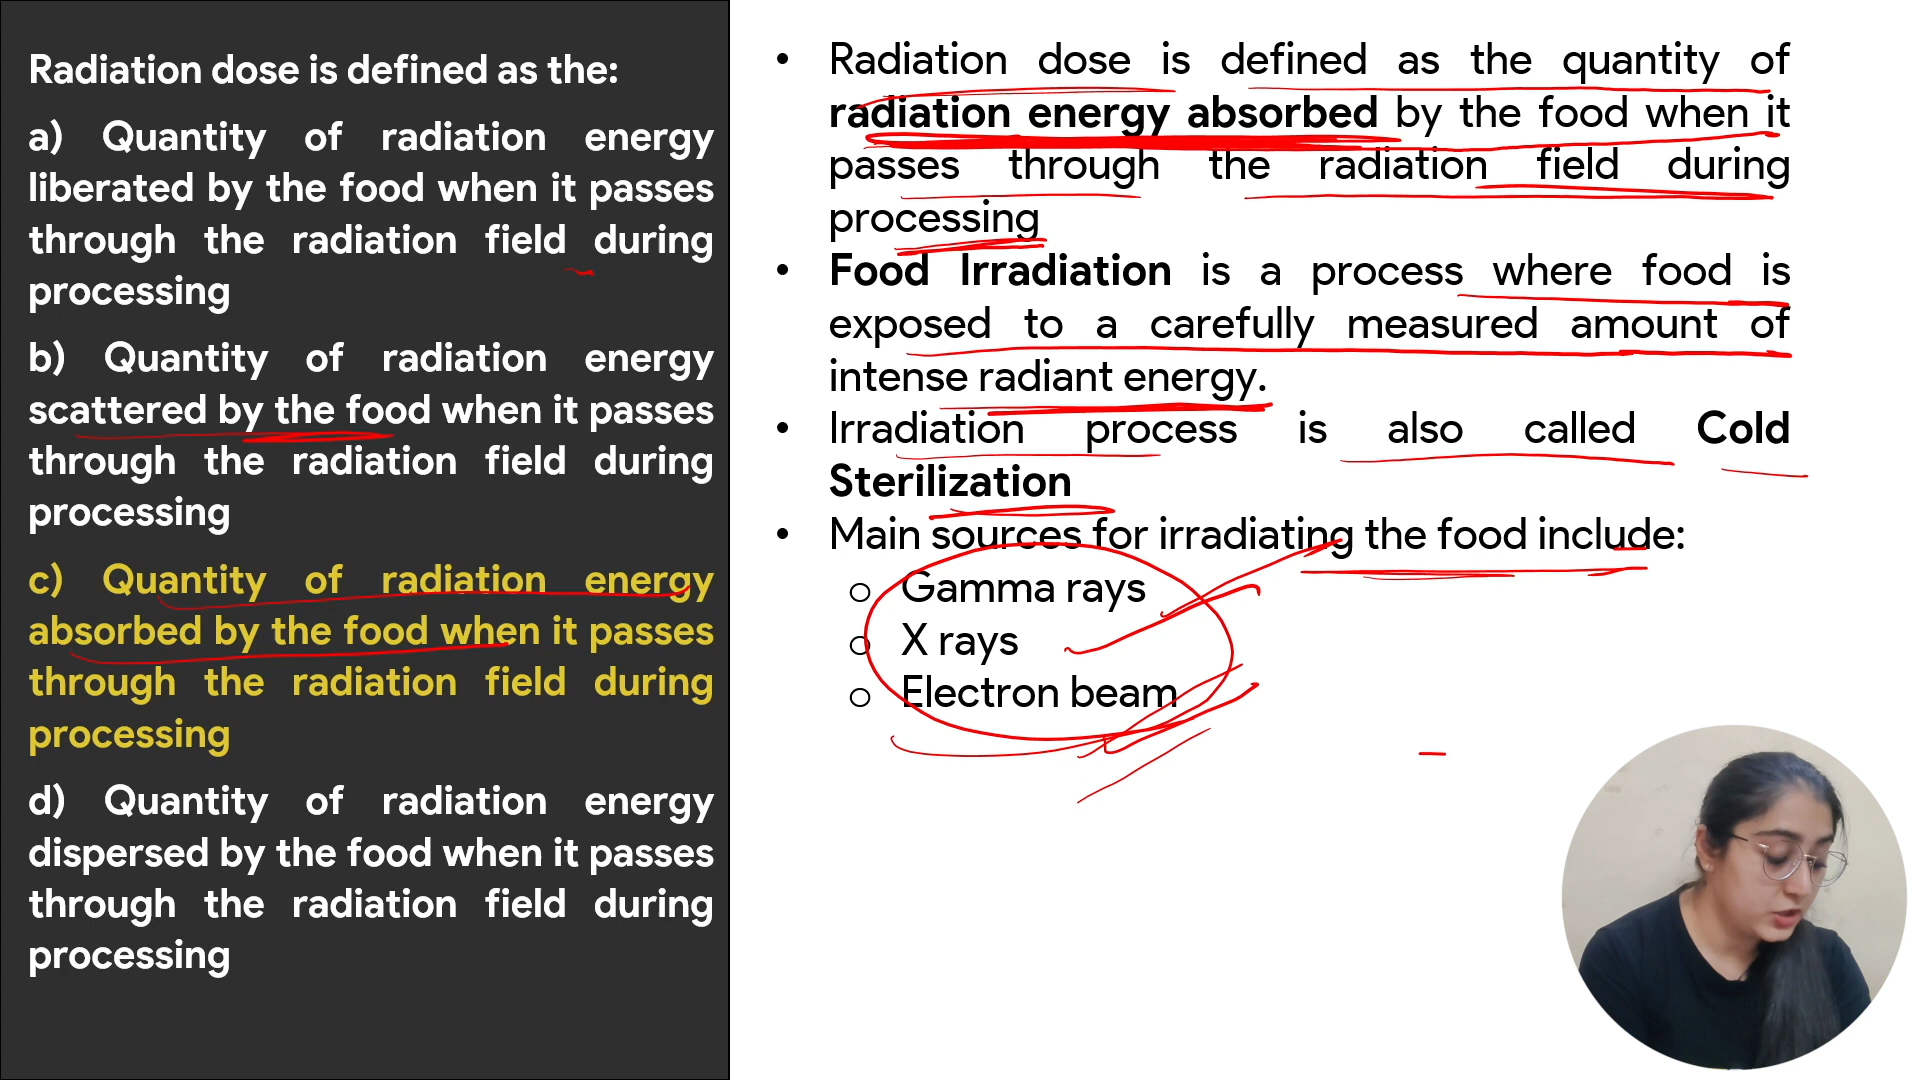 Radiation dose is defined as the:
a) Quantity of radiation energy
liberated by the food when it passes
through the radiation field during
processing
b) Quantity of radiation energy
scattered by the food when it passes
through the radiation field during
processing
c) Quantity of radiation energy
absorbed by the food when it passes
through the radiation field during
processing
d) Quantity of radiation energy
dispersed by the food when it passes
through the radiation field during
processing
• Radiation dose is defined as the quantity of
radiation energy absorbed by the food when it
passes through the radiation field during
processing
• Food Irradiation is a process where food is
exposed to a carefully measured amount of
intense radiant energy.
• Irradiation process is also called Cold
Sterilization
• Main sources for irradiating the food include:
o Gamma rays
o X rays
o Electron beam